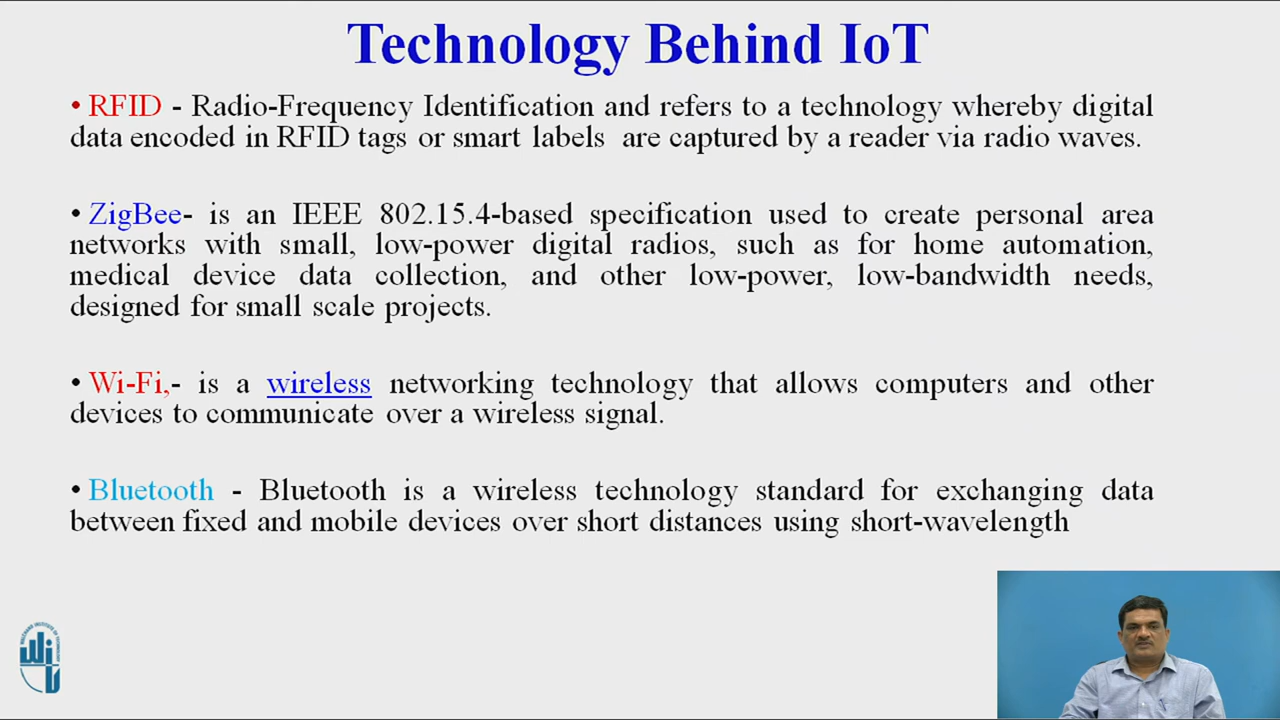 Technology Behind IoT
• RFID - Radio-Frequency Identification and refers to a technology whereby digital
data encoded in RFID tags or smart labels are captured by a reader via radio waves.
• ZigBee- is an IEEE 802.15.4-based specification used to create personal area
networks with small, low-power digital radios, such as for home automation,
medical device data collection, and other low-power, low-bandwidth needs,
designed for small scale projects.
• Wi-Fi,- is a wireless networking technology that allows computers and other
devices to communicate over a wireless signal.
• Bluetooth - Bluetooth is a wireless technology standard for exchanging data
between fixed and mobile devices over short distances using short-wavelength
WALCHAND INSTITUTE OF TECHNOLOGY
WIT